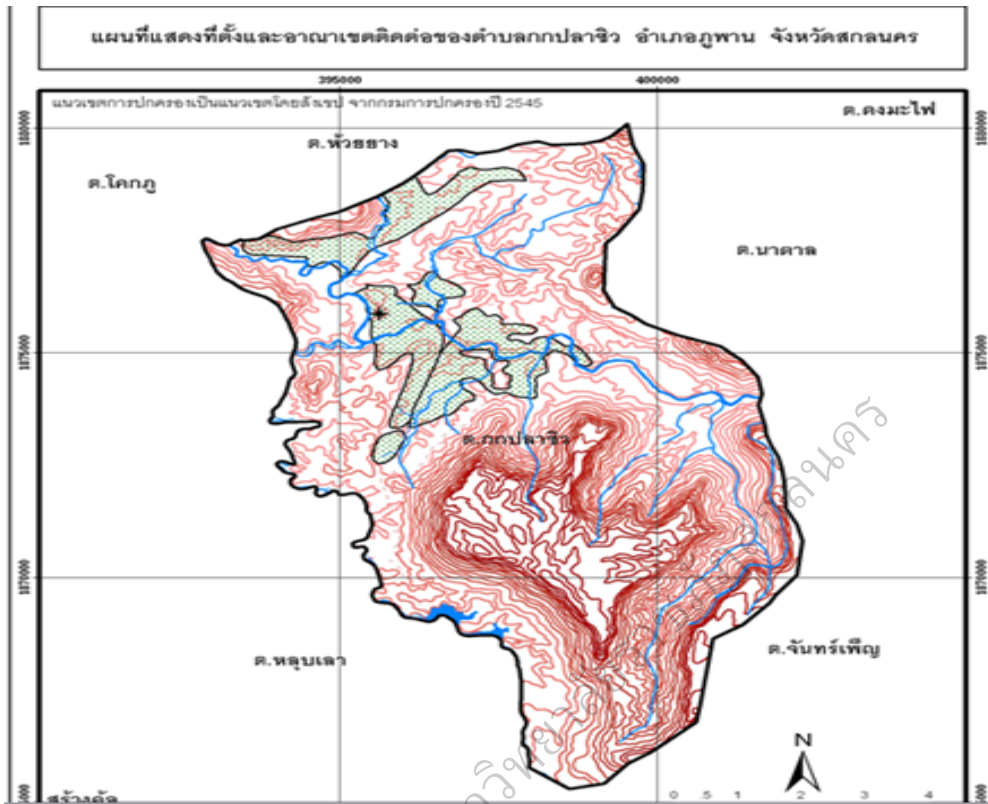 แผนที่แสดงที่ตั้งและอาณาเขตติดต่อของตำบลกกปลาซิว อำเภอภูพาน จังหวัดสกลนคร
395000 400000
แนวเขตการปกครองเป็นแนวเขตโดยสังเขป จากกรมการปกครองปี 2545
ต.ดงมะไฟ
1880000 1880000
ต.ห้วยยาง
ต.โคกภู
ต.นาตาล
1875000 1875000
ต.กกปลาซิว
1870000 1870000
ต.หลุบเลา
ต.จันทร์เพ็ญ
N
0 .5 1 2 3 4